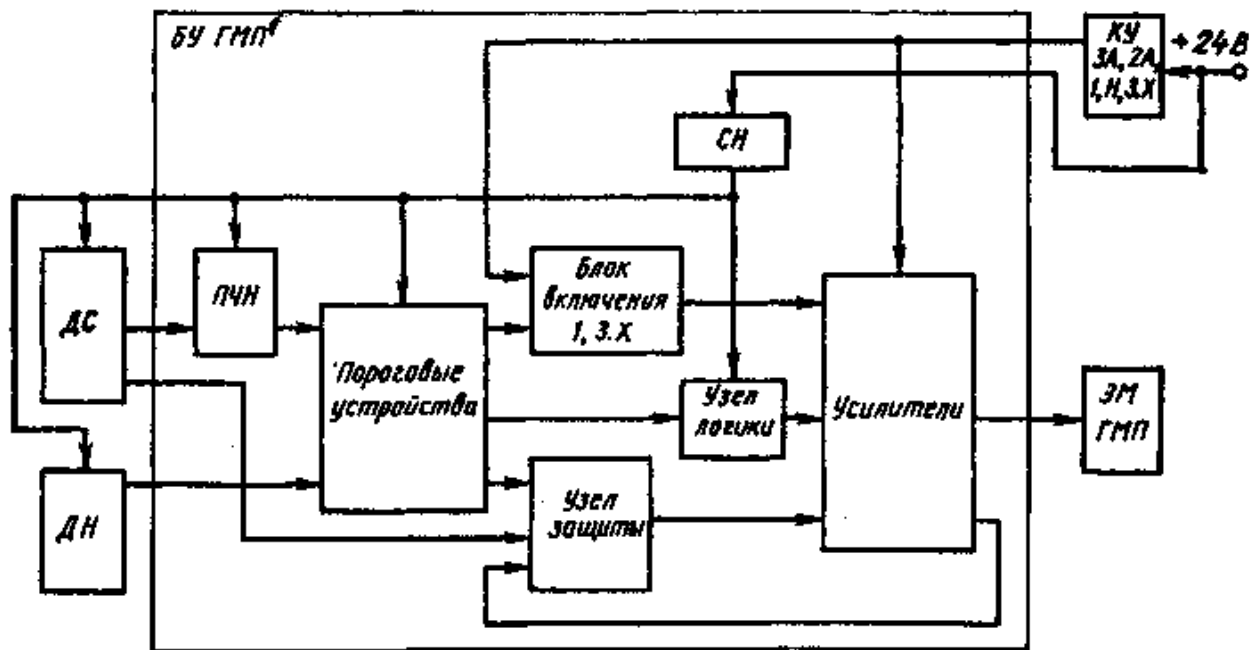 БУ ГМП
КУ
3А, 2А,
1, Н, 3.Х
+24В
СН
ДС
ПЧН
Блок
включения
1, 3.Х
Пороговые
устройства
Узел
логики
Усилители
ЭМ
ГМП
ДН
Узел
защиты